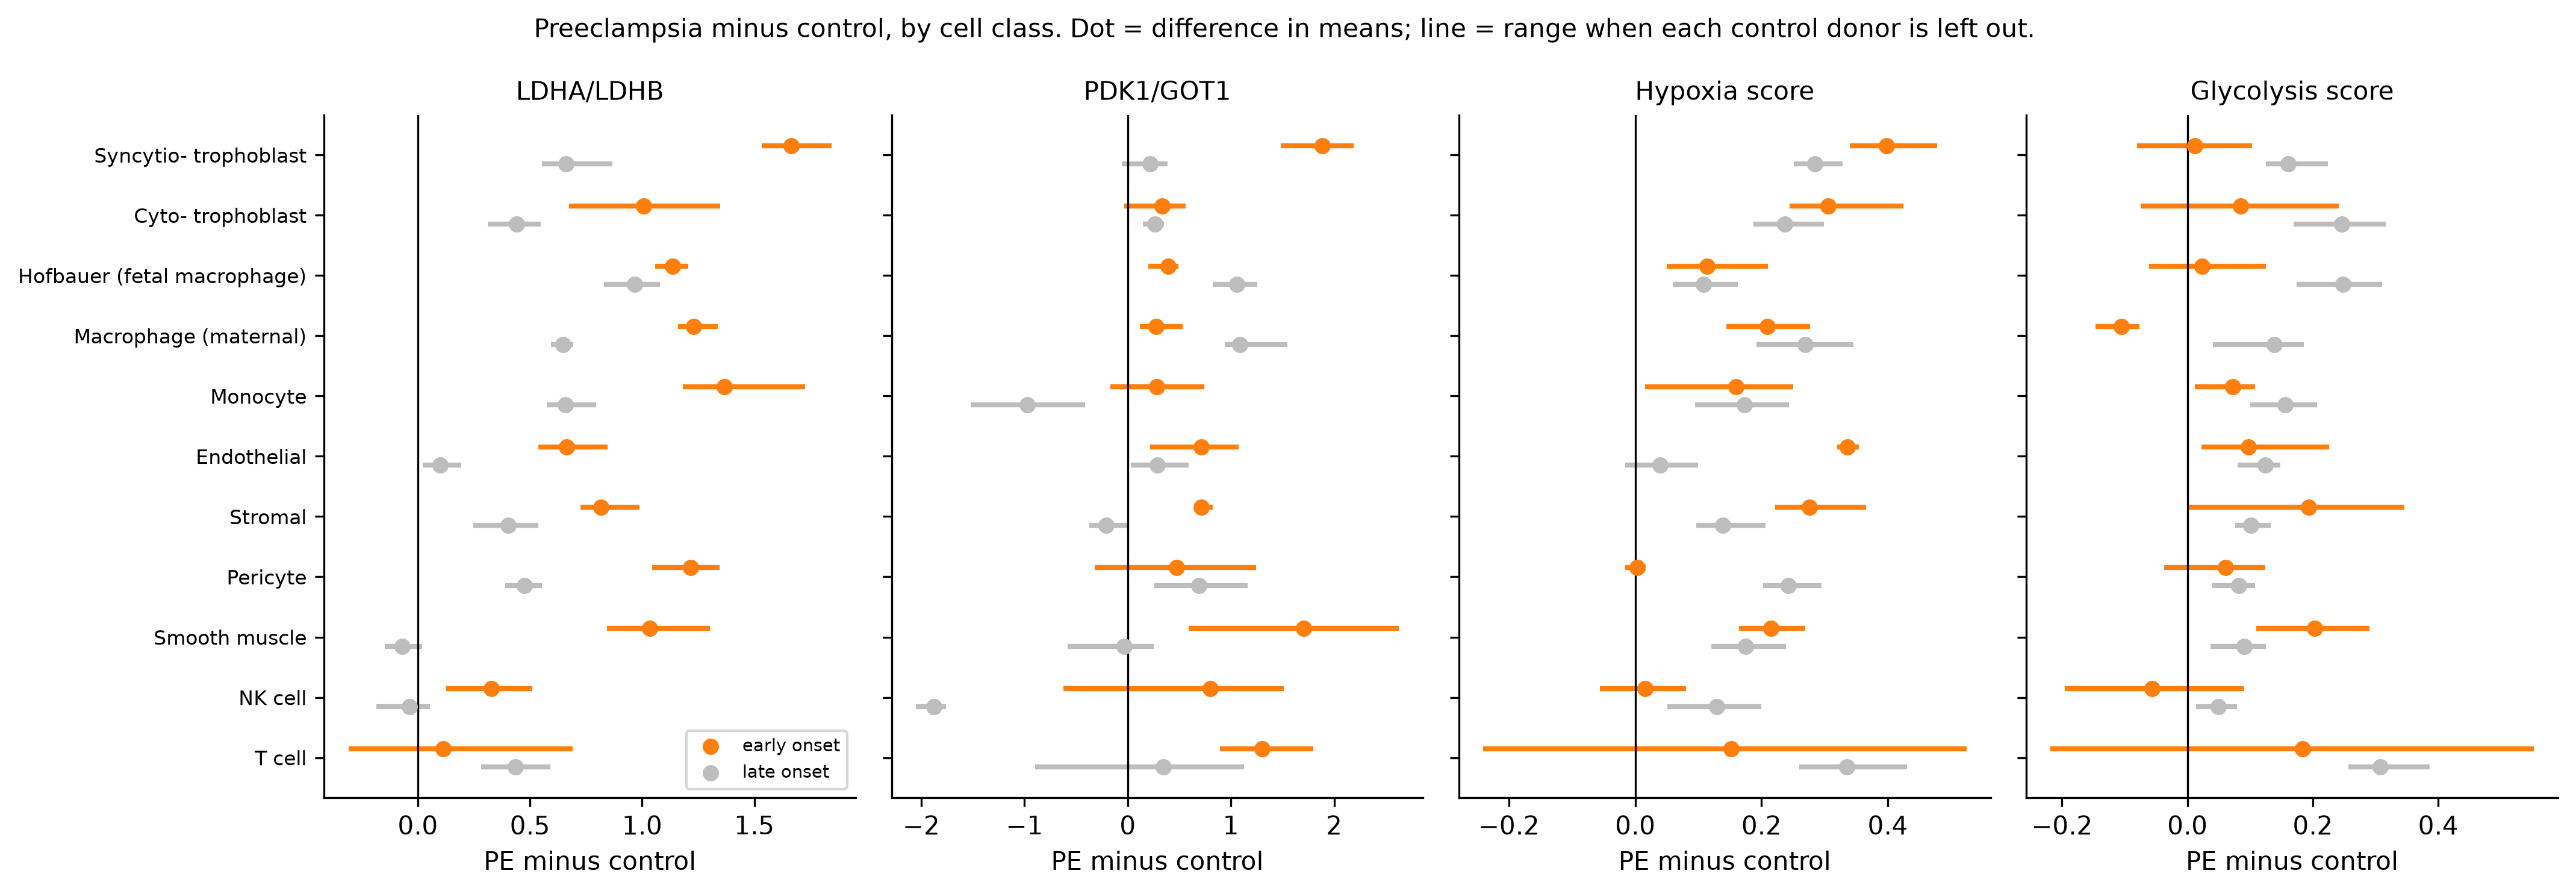 Preeclampsia minus control, by cell class. Dot = difference in means; line = range when each control donor is left out.
LDHA/LDHB
PDK1/GOT1
Hypoxia score
Glycolysis score
Syncytio- trophoblast
Cyto- trophoblast
Hofbauer (fetal macrophage)
Macrophage (maternal)
Monocyte
Endothelial
Stromal
Pericyte
Smooth muscle
NK cell
T cell
early onset
late onset
0.0 0.5 1.0 1.5
−2 −1 0 1 2
−0.2 0.0 0.2 0.4
−0.2 0.0 0.2 0.4
PE minus control
PE minus control
PE minus control
PE minus control